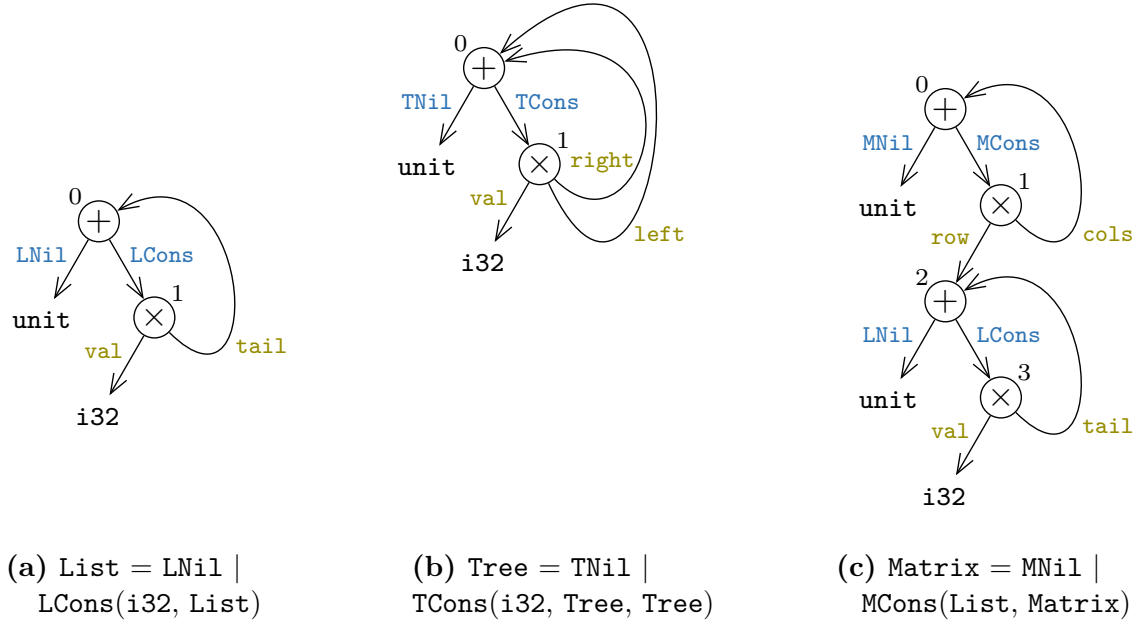 0
+
LNil LCons
unit
1
×
val tail
i32
(a) List = LNil |
LCons(i32, List)
0
+
TNil TCons
unit
1
×
right
val
left
i32
(b) Tree = TNil |
TCons(i32, Tree, Tree)
0
+
MNil MCons
unit
1
×
row cols
2
+
LNil LCons
unit
3
×
val tail
i32
(c) Matrix = MNil |
MCons(List, Matrix)